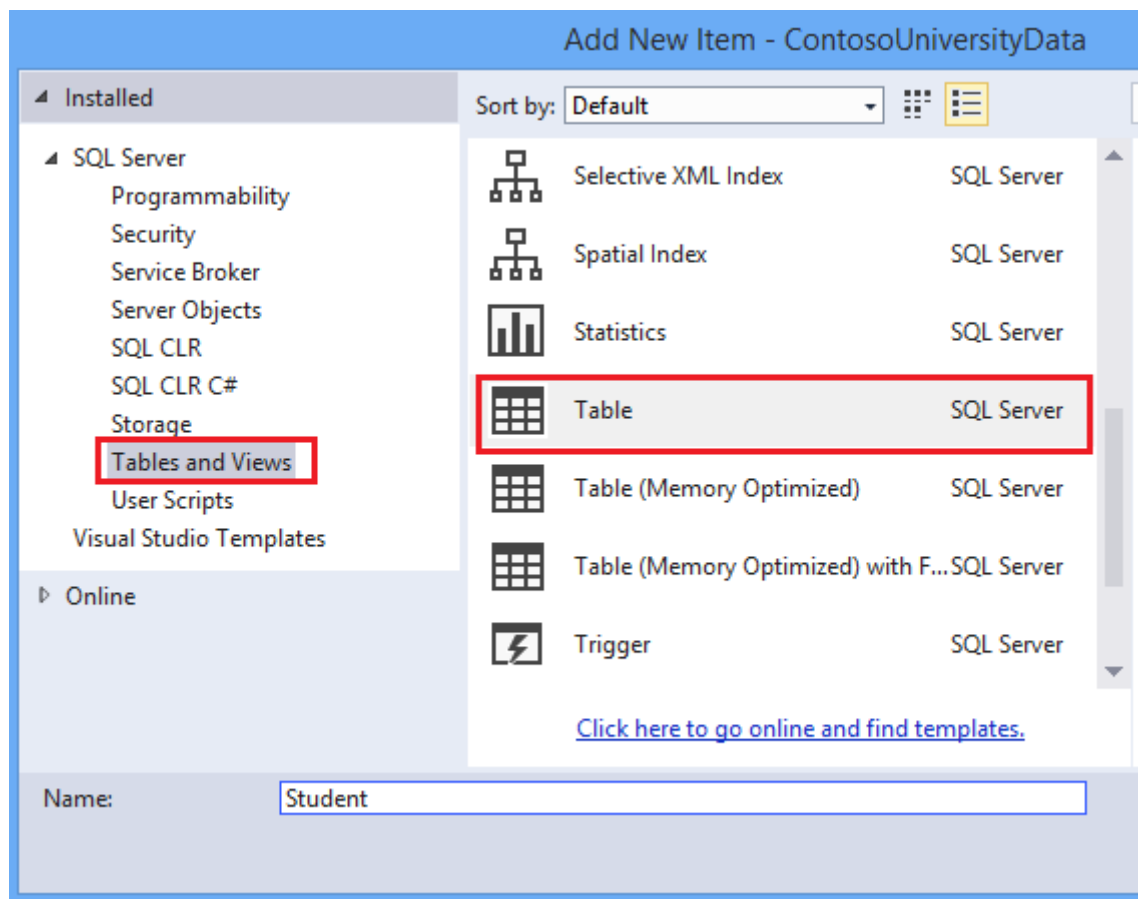 Add New Item - ContosoUniversityData
Installed
SQL Server
Programmability
Security
Service Broker
Server Objects
SQL CLR
SQL CLR C#
Storage
Tables and Views
User Scripts
Visual Studio Templates
Online
Sort by: Default
Selective XML Index SQL Server
Spatial Index SQL Server
Statistics SQL Server
Table SQL Server
Table (Memory Optimized) SQL Server
Table (Memory Optimized) with F... SQL Server
Trigger SQL Server
Click here to go online and find templates.
Name: Student